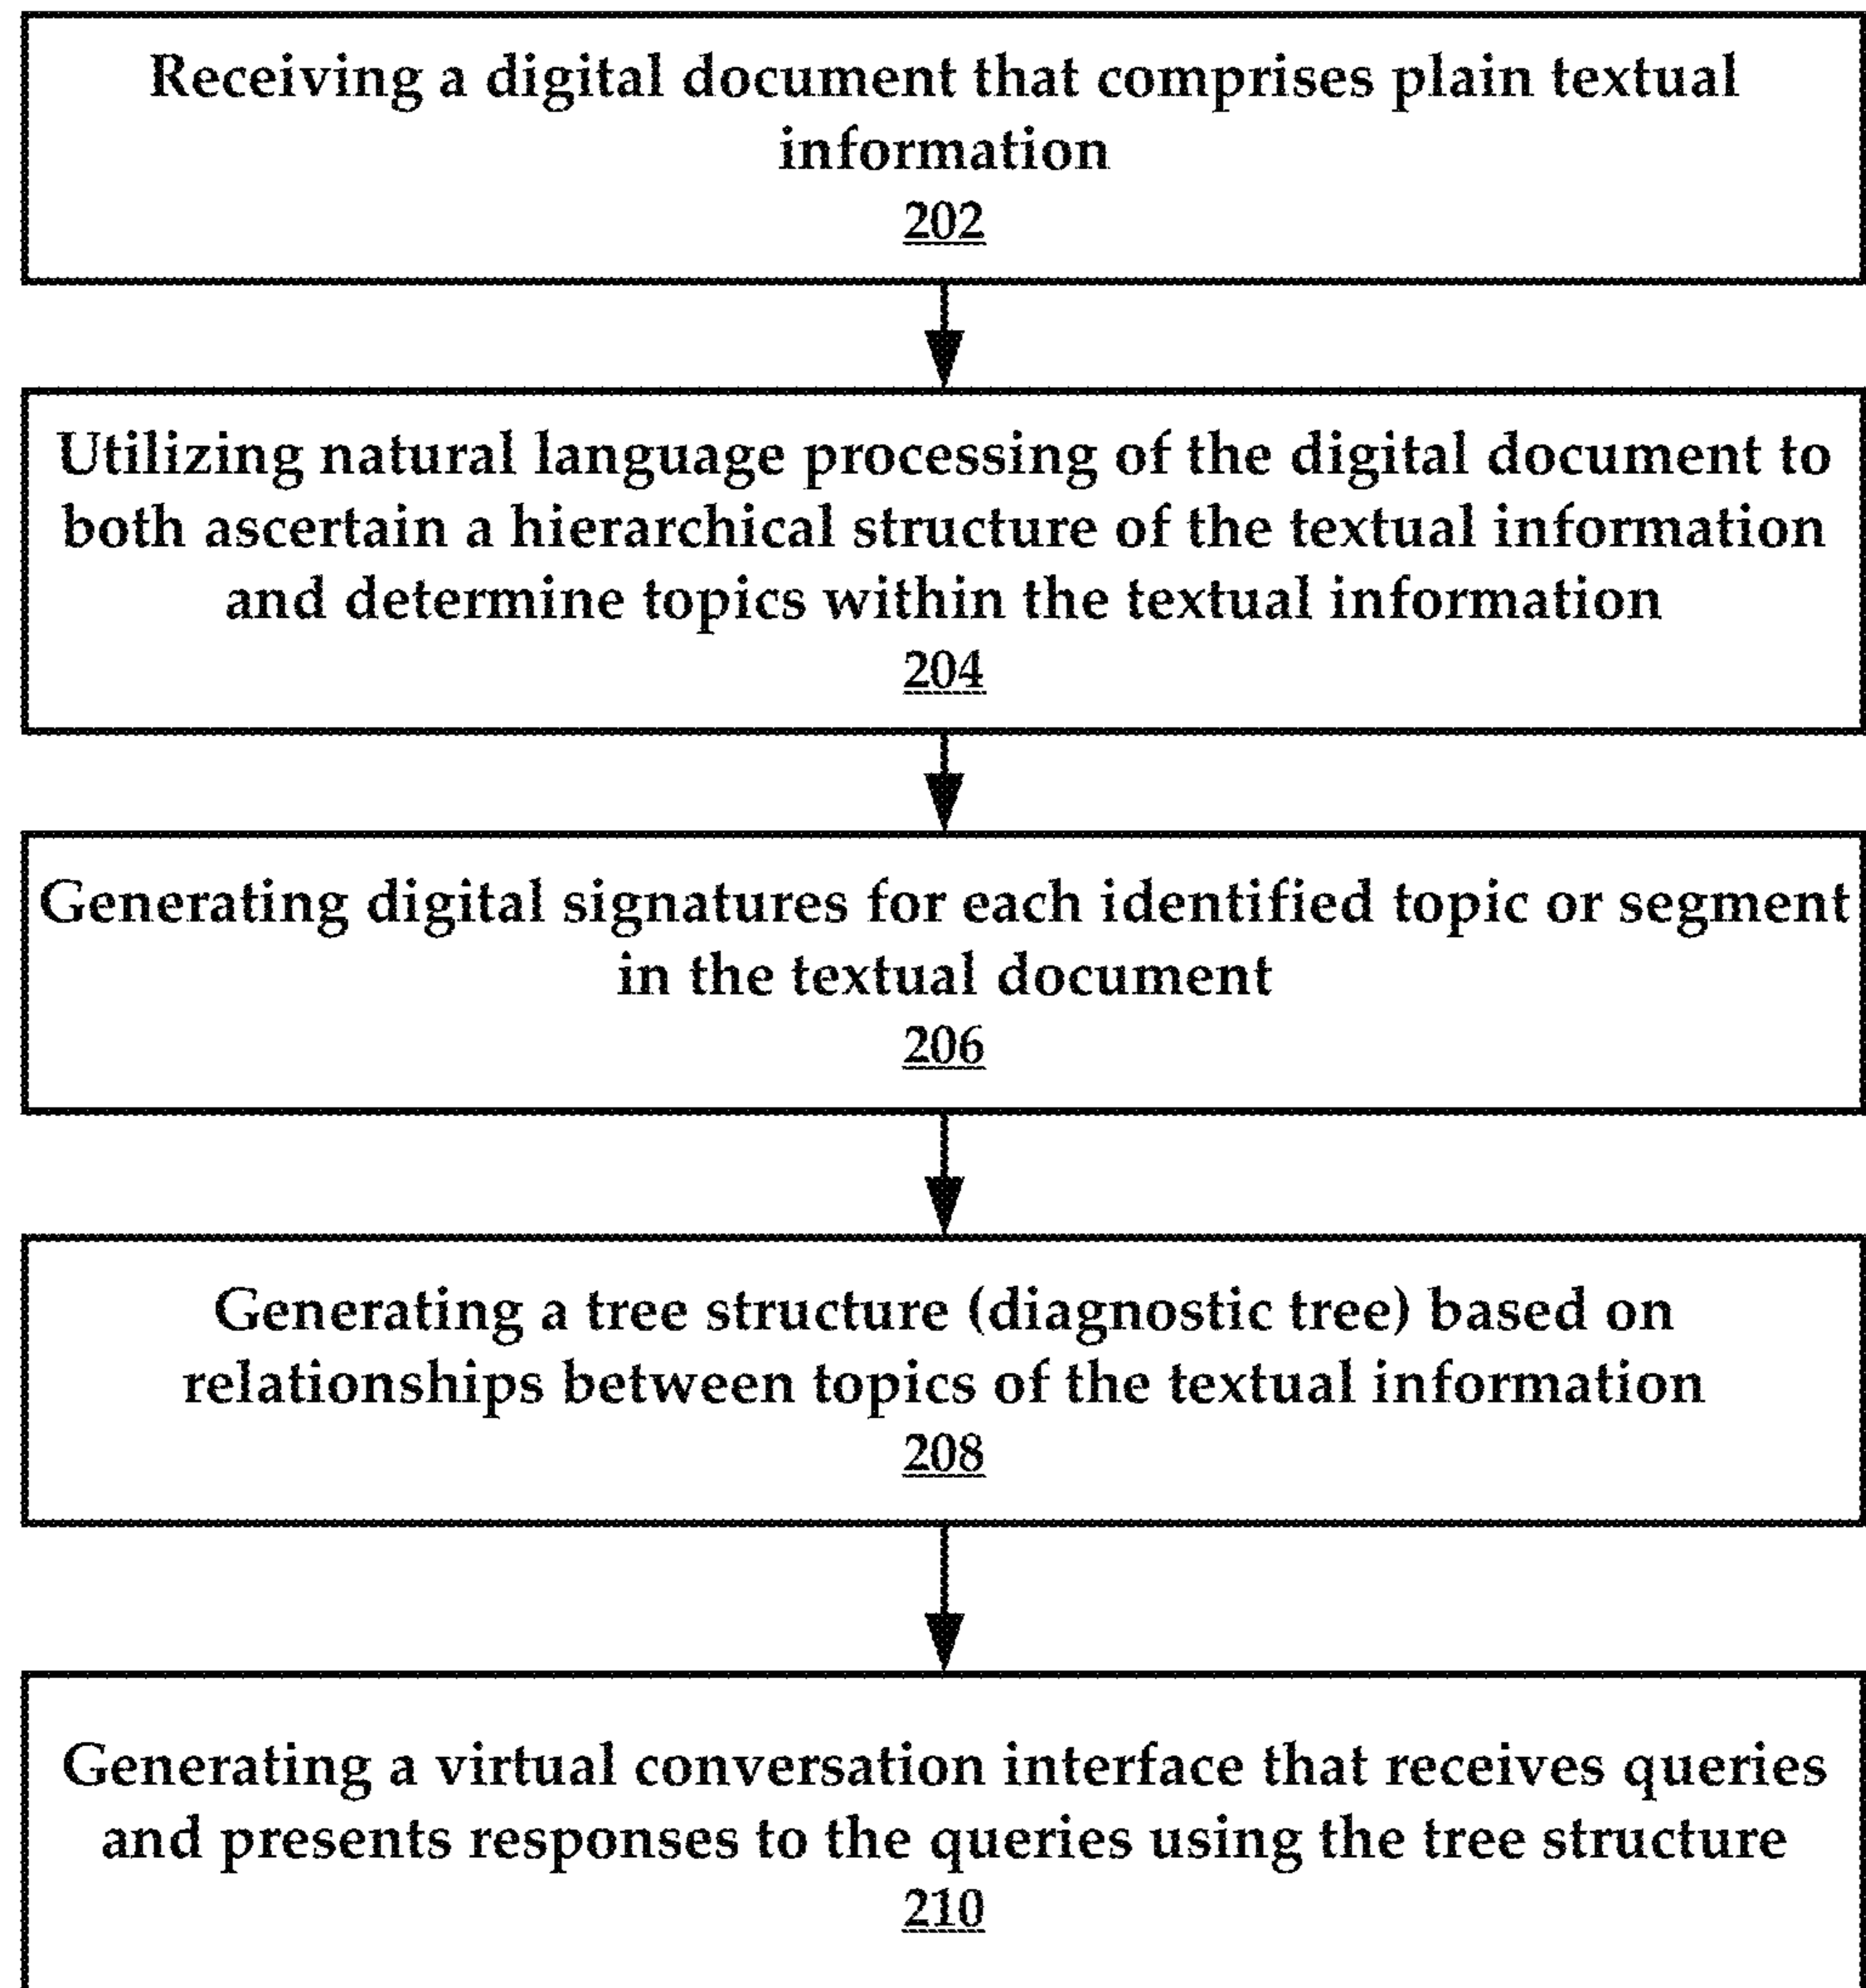 Receiving a digital document that comprises plain textual
information
202
Utilizing natural language processing of the digital document to
both ascertain a hierarchical structure of the textual information
and determine topics within the textual information
204
Generating digital signatures for each identified topic or segment
in the textual document
206
Generating a tree structure (diagnostic tree) based on
relationships between topics of the textual information
208
Generating a virtual conversation interface that receives queries
and presents responses to the queries using the tree structure
210